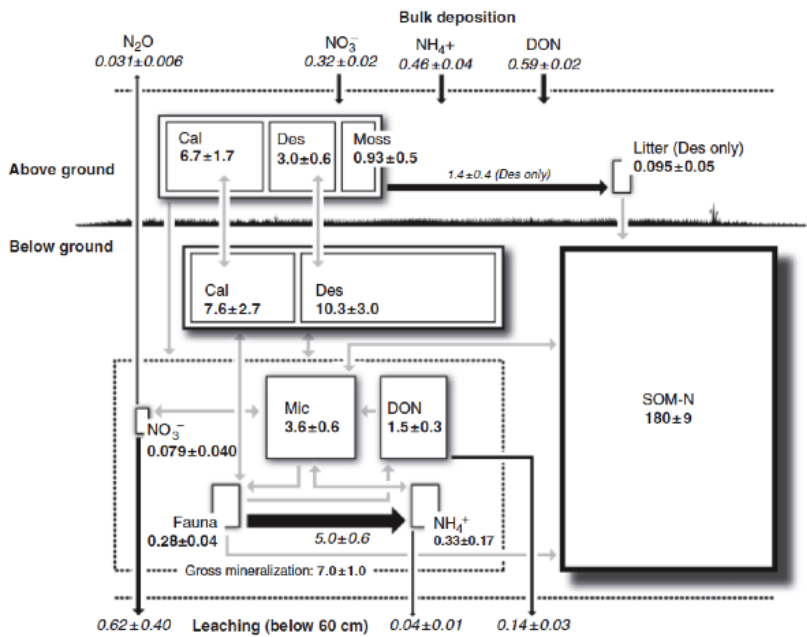 Bulk deposition
N₂O NO₃⁻ NH₄+ DON
0.031±0.006 0.32±0.02 0.46±0.04 0.59±0.02
Cal Des Moss
6.7±1.7 3.0±0.6 0.93±0.5
Litter (Des only)
0.095±0.05
Above ground
1.4±0.4 (Des only)
Below ground
Cal Des
7.6±2.7 10.3±3.0
SOM-N
180±9
Mic DON
3.6±0.6 1.5±0.3
NO₃⁻
0.079±0.040
Fauna NH₄⁺
0.28±0.04 5.0±0.6 0.33±0.17
Gross mineralization: 7.0±1.0
0.62±0.40 Leaching (below 60 cm) 0.04±0.01 0.14±0.03